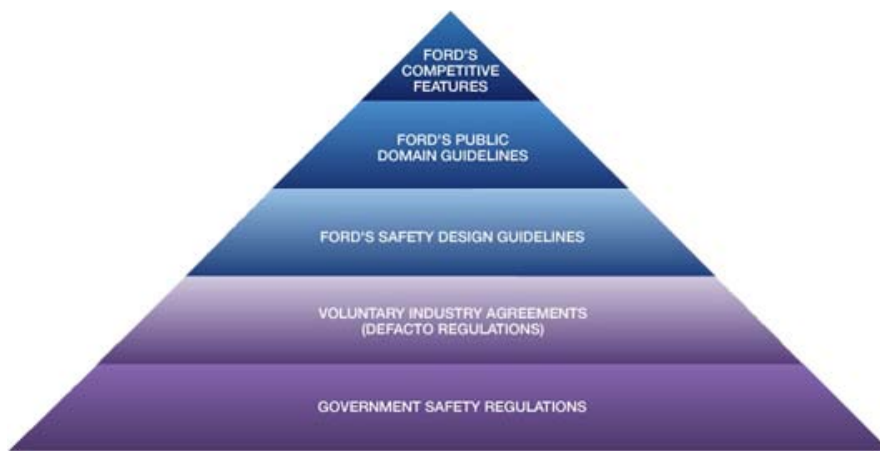 FORD'S
COMPETITIVE
FEATURES
FORD'S PUBLIC
DOMAIN GUIDELINES
FORD'S SAFETY DESIGN GUIDELINES
VOLUNTARY INDUSTRY AGREEMENTS
(DEFACTO REGULATIONS)
GOVERNMENT SAFETY REGULATIONS